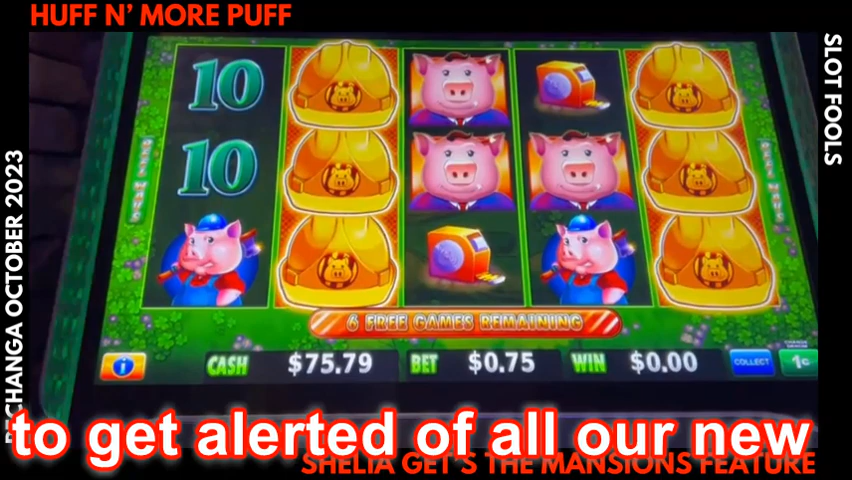 HUFF N' MORE PUFF
SLOT FOOLS
PECHANGA OCTOBER 2023
10
10
6 FREE GAMES REMAINING
CASH $75.79 BET $0.75 WIN $0.00 COLLECT 1¢
to get alerted of all our new
SHELIA GET'S THE MANSIONS FEATURE